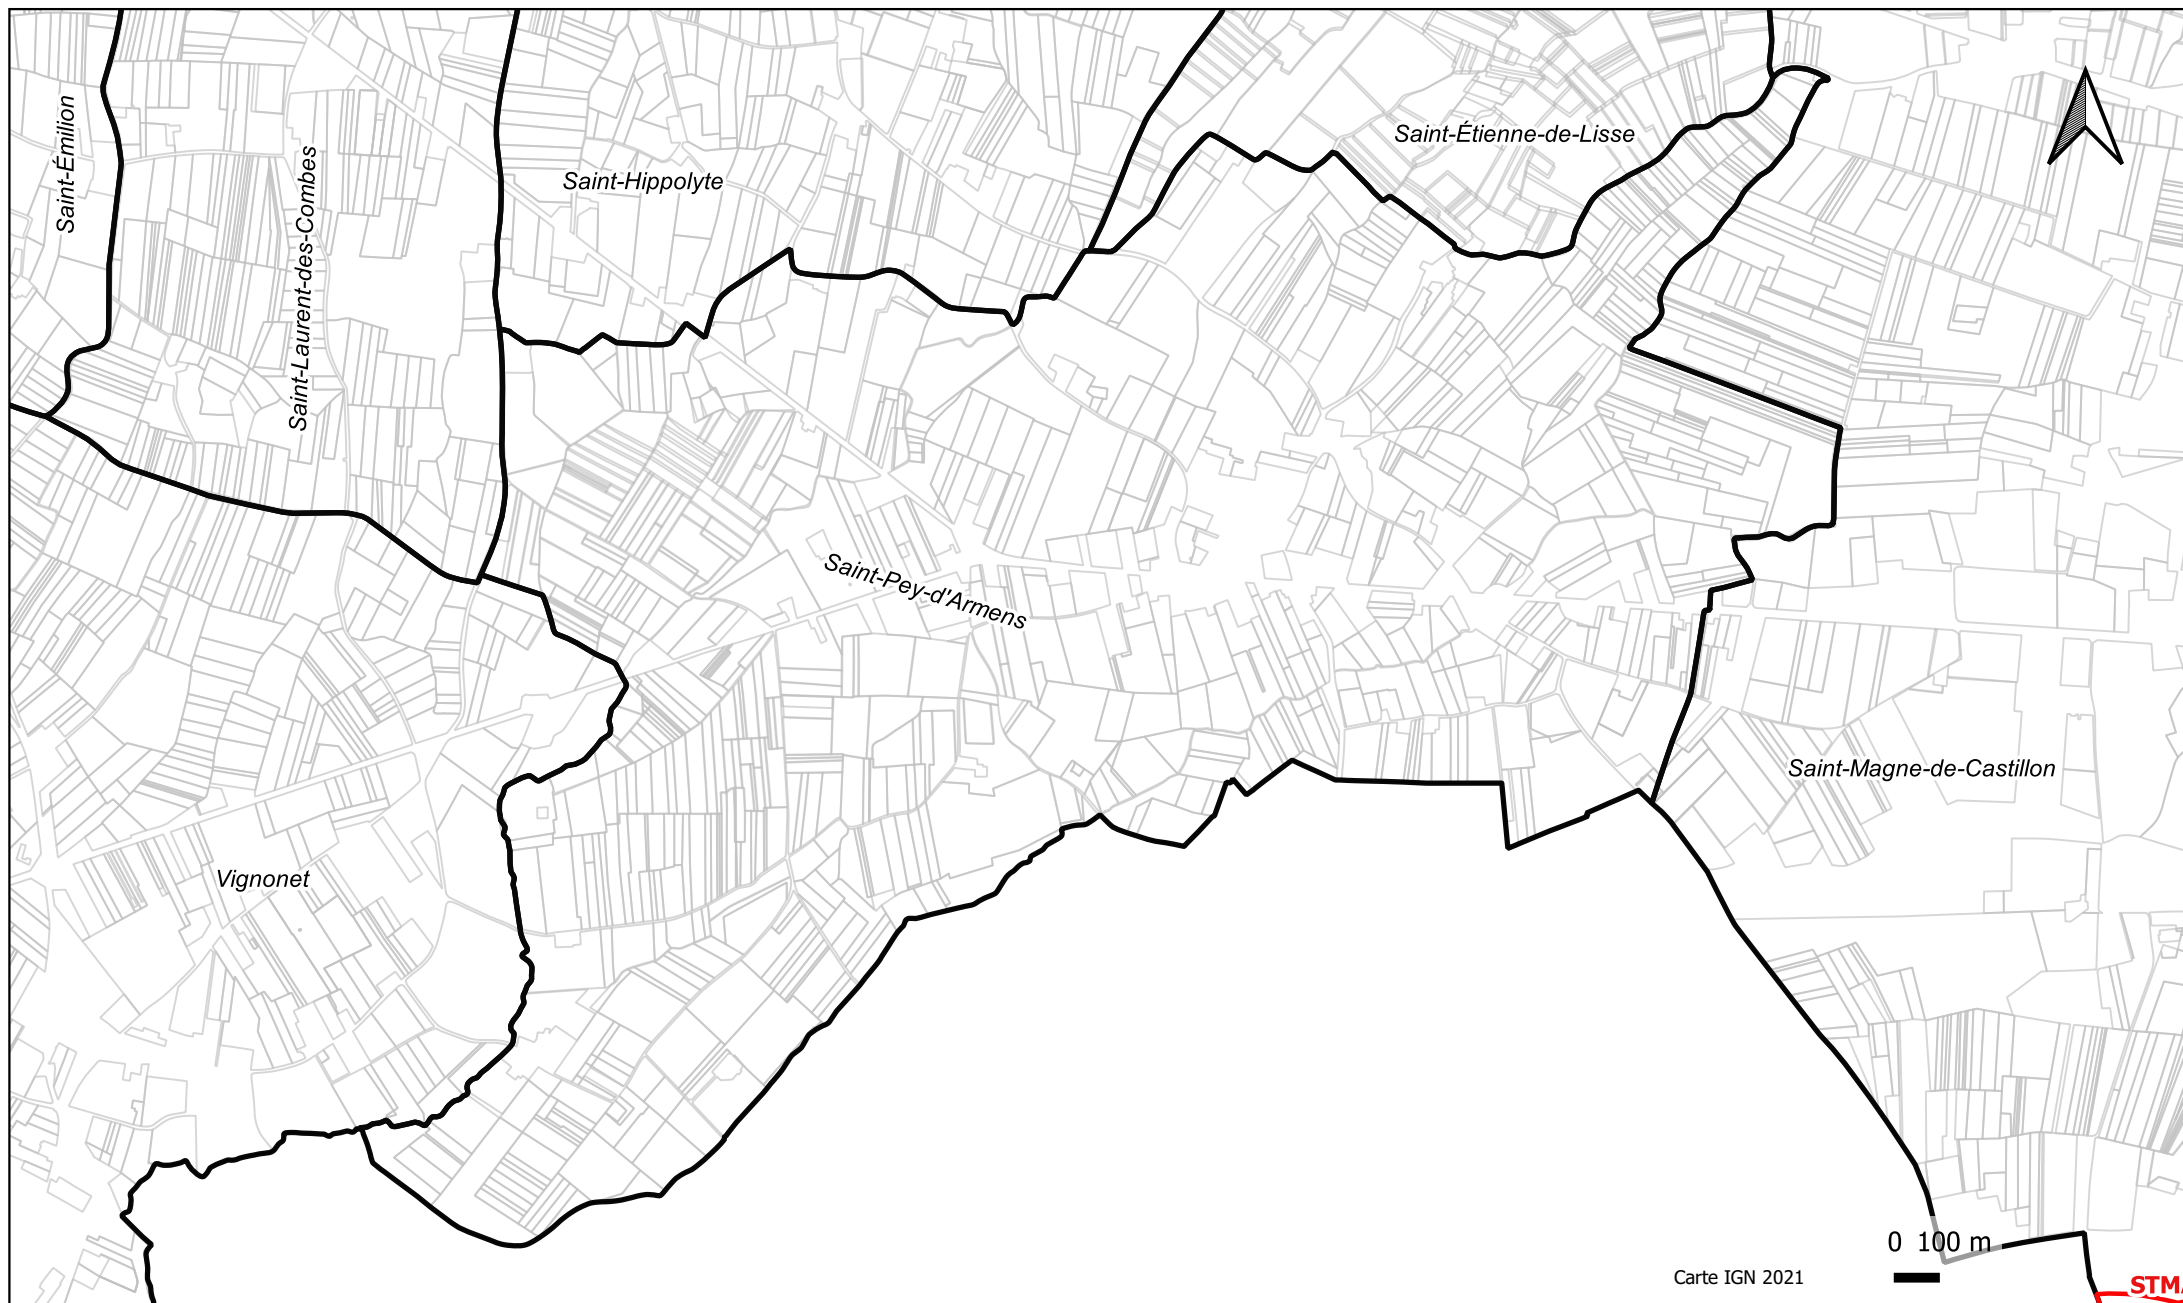 Saint-Émilion
Saint-Laurent-des-Combes
Saint-Hippolyte
Saint-Étienne-de-Lisse
Saint-Pey-d'Armens
Saint-Magne-de-Castillon
Vignonet
0 100 m
Carte IGN 2021